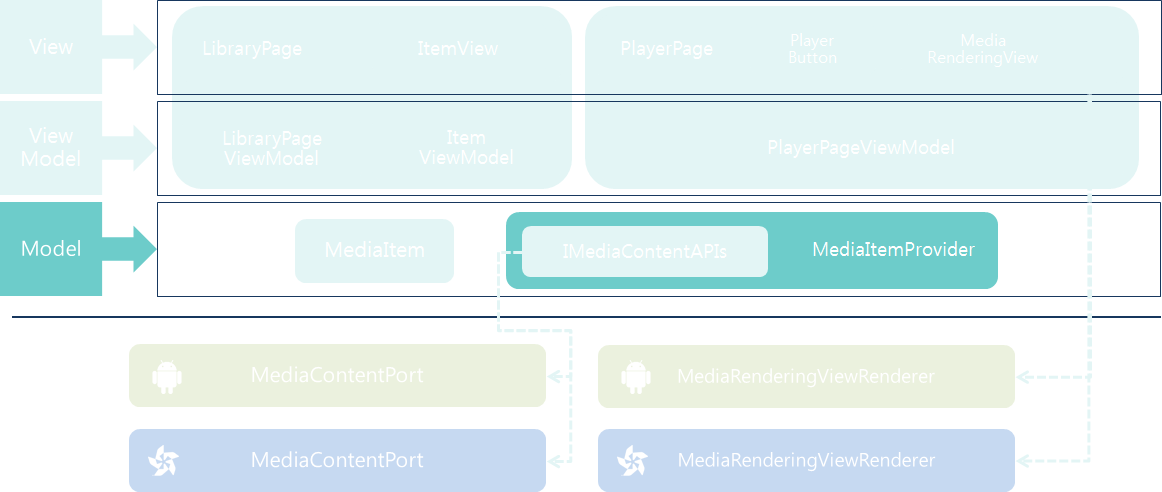 View
LibraryPage
ItemView
PlayerPage
Player
Button
Media
RenderingView
View
Model
LibraryPage
ViewModel
Item
ViewModel
PlayerPageViewModel
Model
MediaItem
IMediaContentAPIs
MediaItemProvider
MediaContentPort
MediaRenderingViewRenderer
MediaContentPort
MediaRenderingViewRenderer